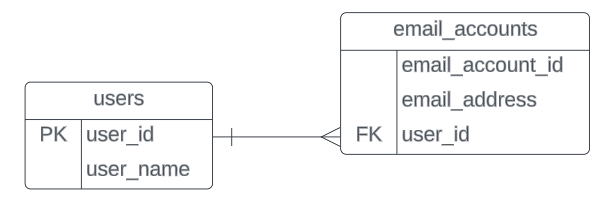 users
PK user_id
user_name
email_accounts
email_account_id
email_address
FK user_id